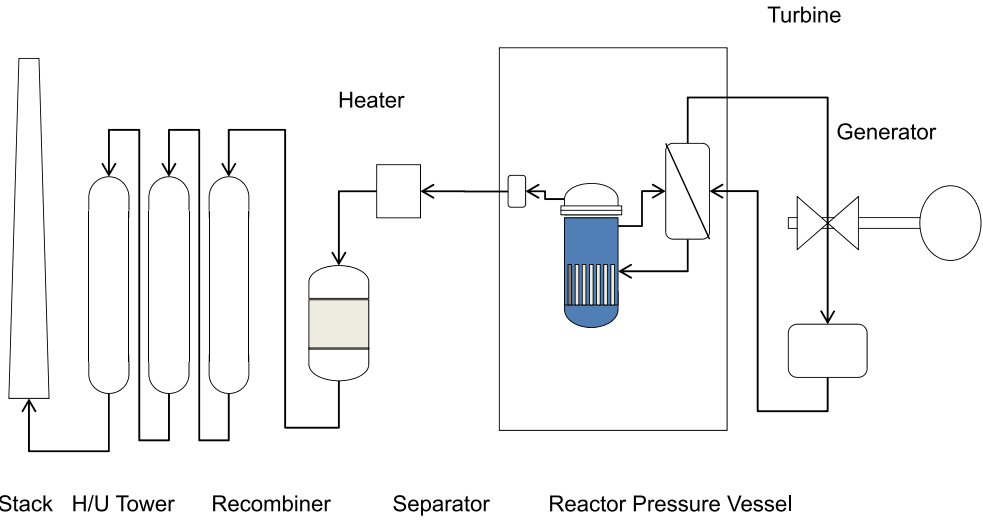 Turbine
Heater
Generator
Stack H/U Tower Recombiner Separator Reactor Pressure Vessel